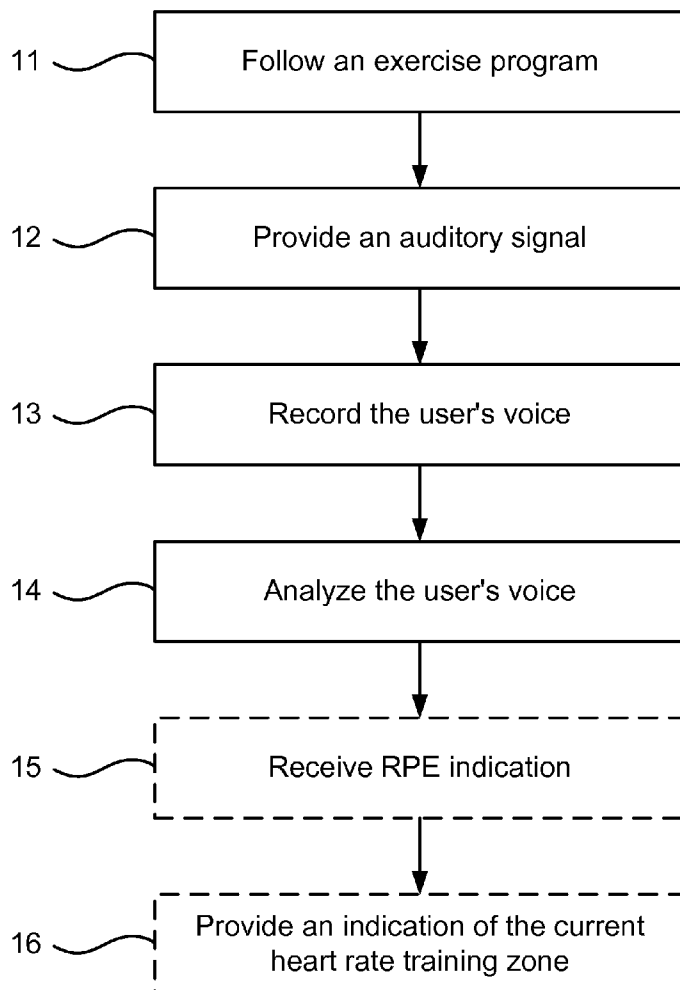 11 Follow an exercise program
12 Provide an auditory signal
13 Record the user's voice
14 Analyze the user's voice
15 Receive RPE indication
16 Provide an indication of the current
heart rate training zone